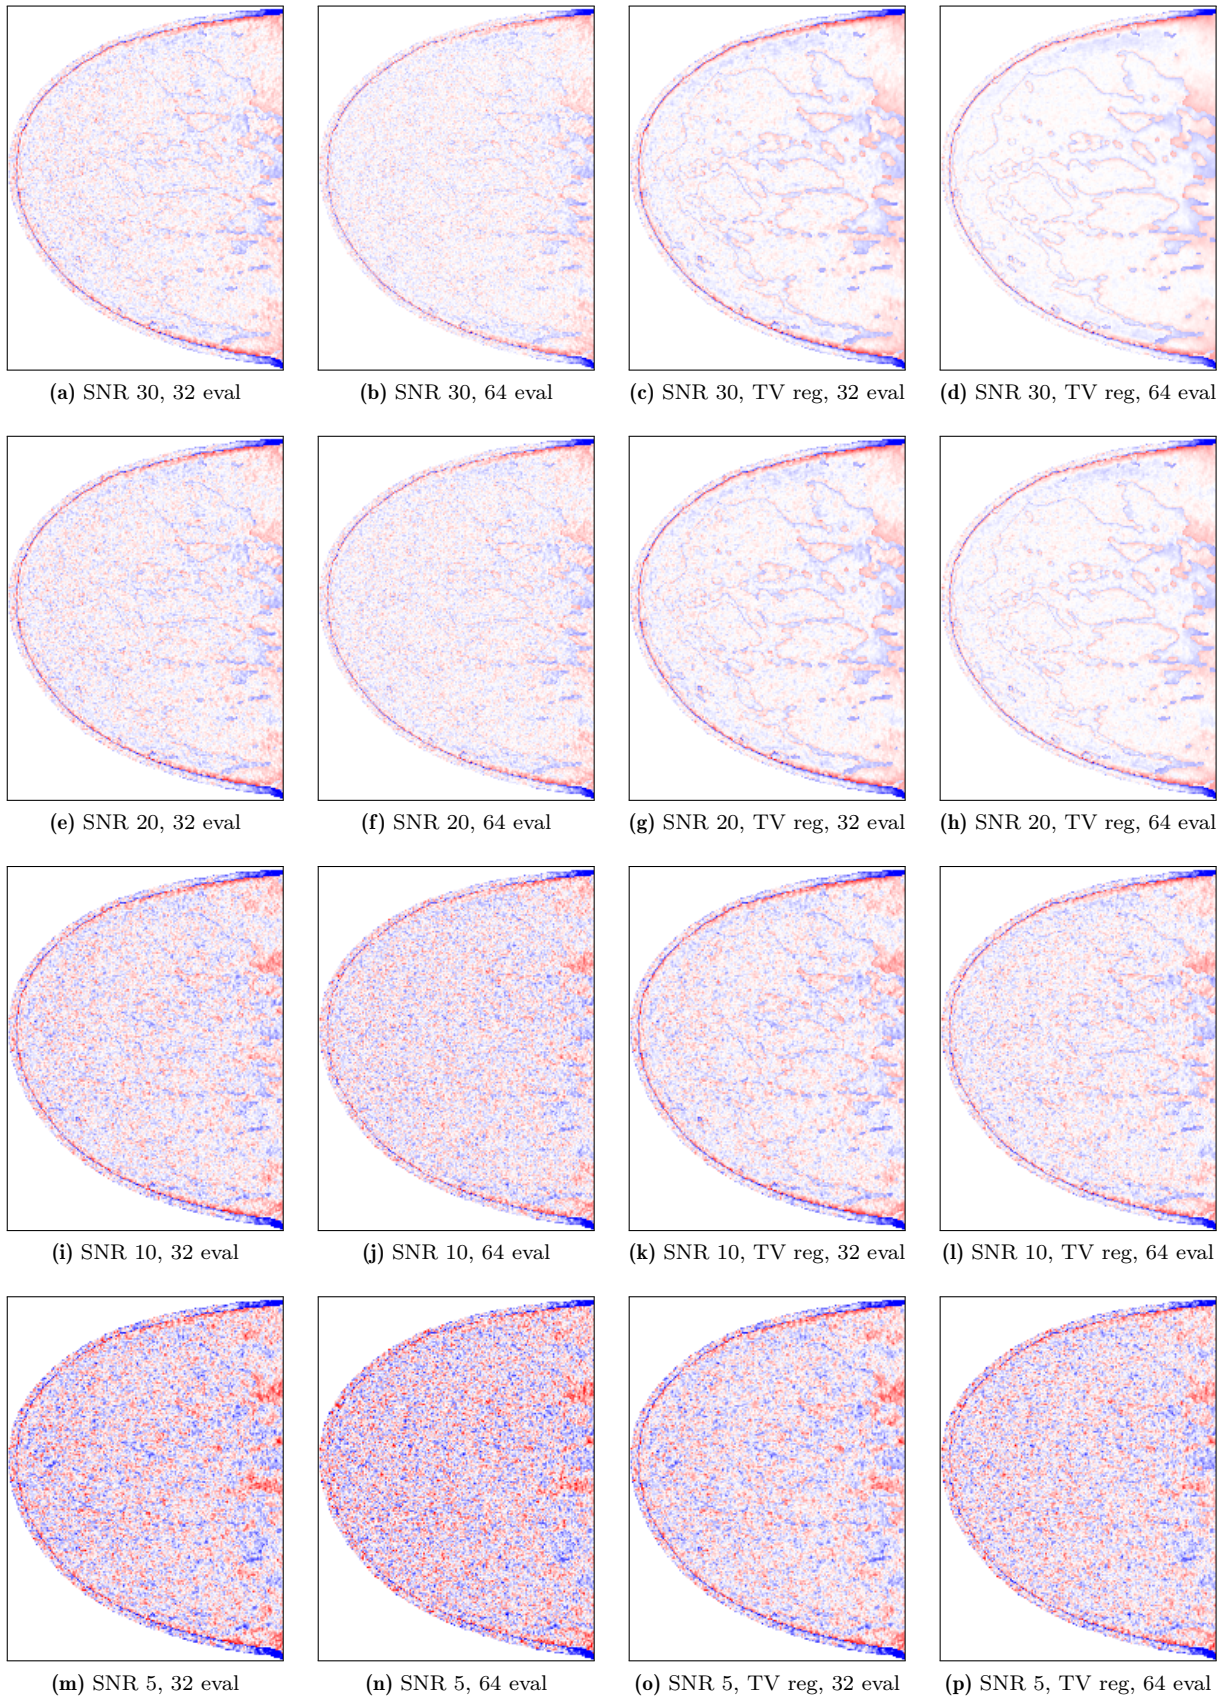 (a) SNR 30, 32 eval
(b) SNR 30, 64 eval
(c) SNR 30, TV reg, 32 eval
(d) SNR 30, TV reg, 64 eval
(e) SNR 20, 32 eval
(f) SNR 20, 64 eval
(g) SNR 20, TV reg, 32 eval
(h) SNR 20, TV reg, 64 eval
(i) SNR 10, 32 eval
(j) SNR 10, 64 eval
(k) SNR 10, TV reg, 32 eval
(l) SNR 10, TV reg, 64 eval
(m) SNR 5, 32 eval
(n) SNR 5, 64 eval
(o) SNR 5, TV reg, 32 eval
(p) SNR 5, TV reg, 64 eval